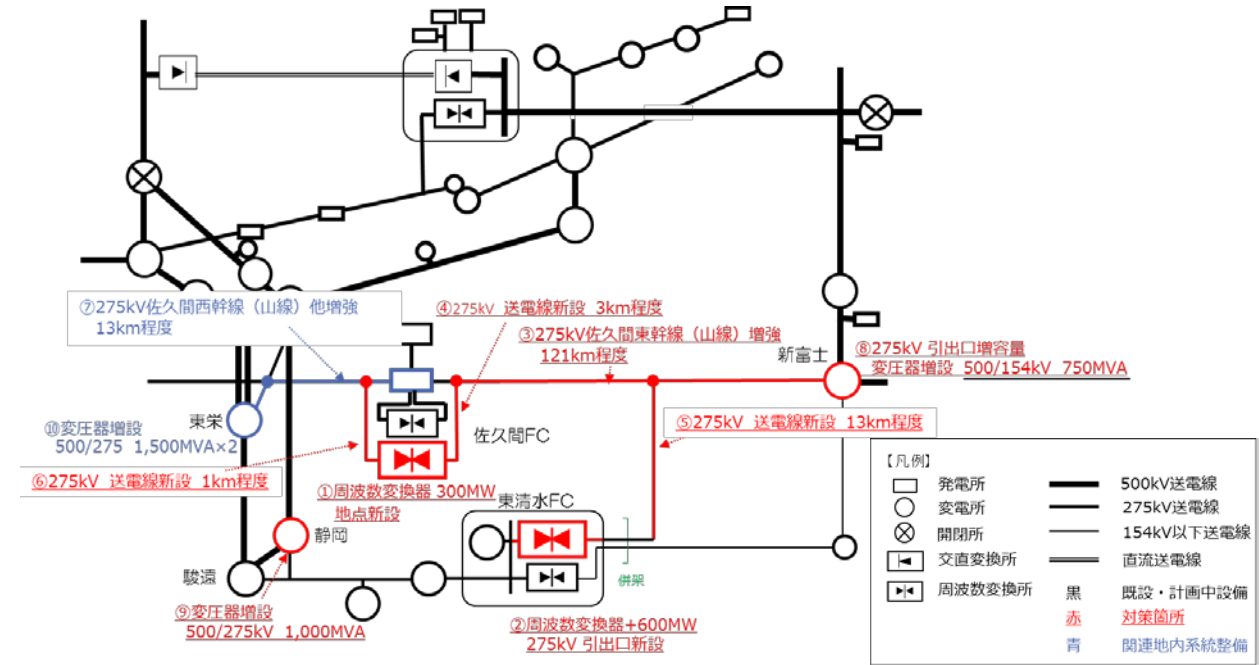 ⑦275kV佐久間西幹線（山線）他増強
13km程度
④275kV 送電線新設 3km程度
③275kV佐久間東幹線（山線）増強
121km程度
新富士
⑧275kV 引出口増容量
変圧器増設 500/154kV 750MVA
東栄
⑩変圧器増設
500/275 1,500MVA×2
佐久間FC
⑤275kV 送電線新設 13km程度
⑥275kV 送電線新設 1km程度
①周波数変換器 300MW
地点新設
東清水FC
静岡
駿遠
併架
⑨変圧器増設
500/275kV 1,000MVA
②周波数変換器+600MW
275kV 引出口新設
【凡例】
発電所
500kV送電線
変電所
275kV送電線
開閉所
154kV以下送電線
交直変換所
直流送電線
周波数変換所
黒 既設・計画中設備
赤 対策箇所
青 関連地内系統整備